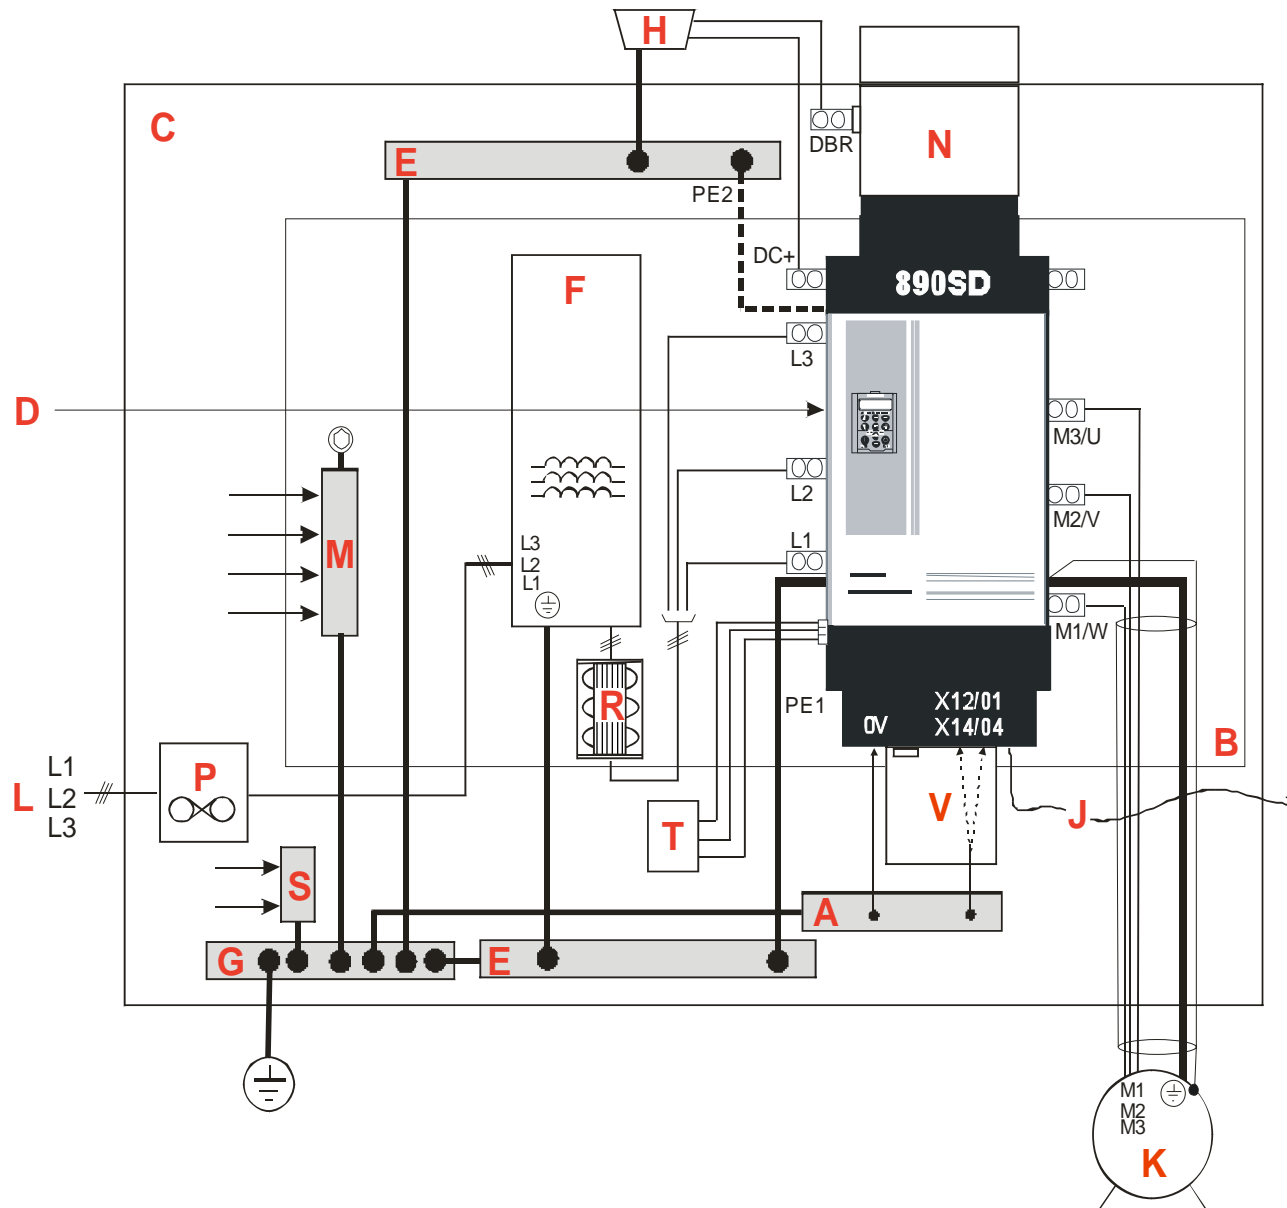 H
C
N
DBR
E
PE2
DC+
890SD
F
L3
D
M3/U
L2
M2/V
M
L3
L2
L1
L1
M1/W
R
PE1
X12/01
0V
X14/04
B
L
L1
L2
L3
P
V
J
T
S
A
G
E
M1
M2
M3
K